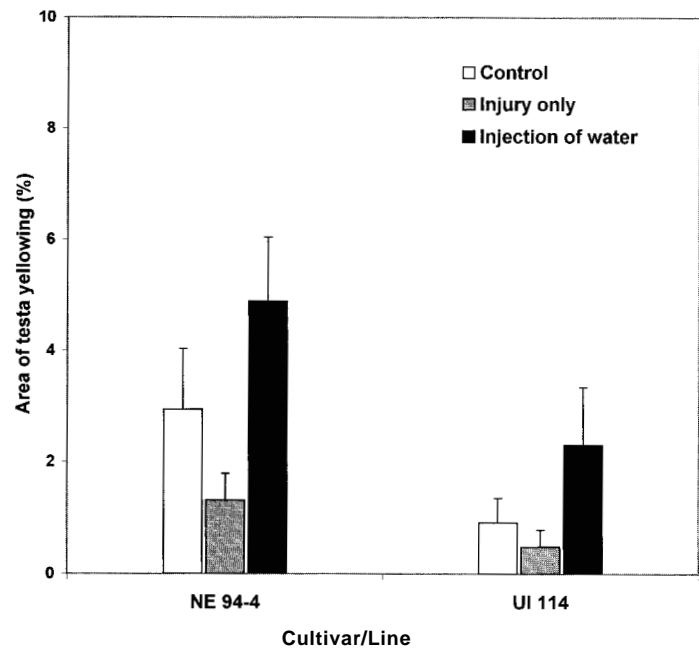 10
8
6
4
2
0
Area of testa yellowing (%)
Control
Injury only
Injection of water
NE 94-4
UI 114
Cultivar/Line